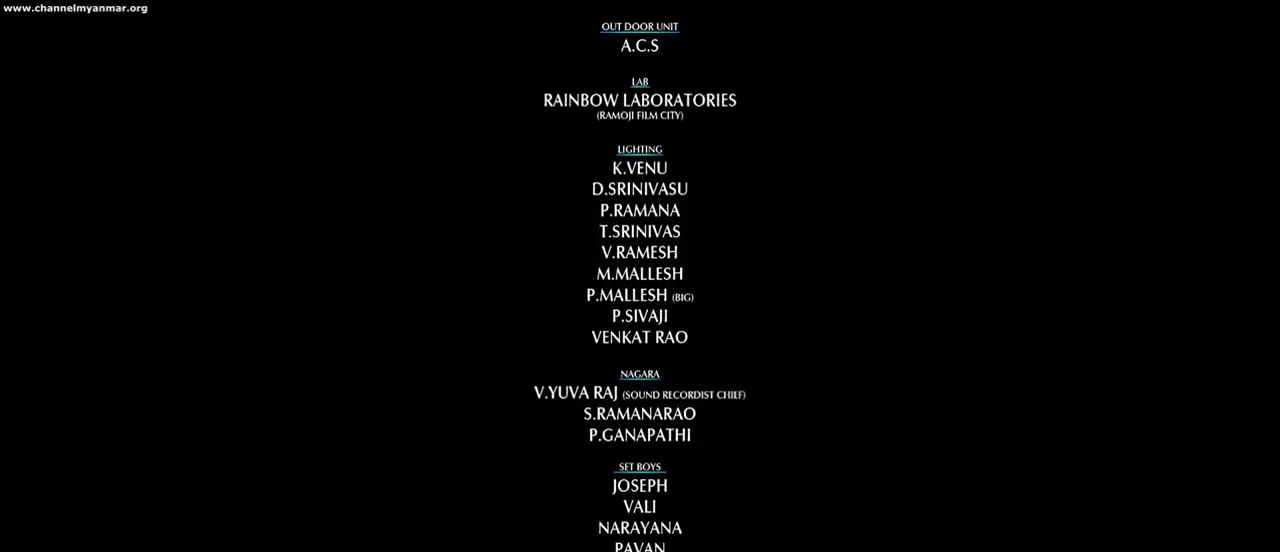 www.channelmyanmar.org
OUT DOOR UNIT
A.C.S
LAB
RAINBOW LABORATORIES
(RAMOJI FILM CITY)
LIGHTING
K.VENU
D.SRINIVASU
P.RAMANA
T.SRINIVAS
V.RAMESH
M.MALLESH
P.MALLESH (BIG)
P.SIVAJI
VENKAT RAO
NAGARA
V.YUVA RAJ (SOUND RECORDIST CHIEF)
S.RAMANARAO
P.GANAPATHI
SET BOYS
JOSEPH
VALI
NARAYANA
PAVAN